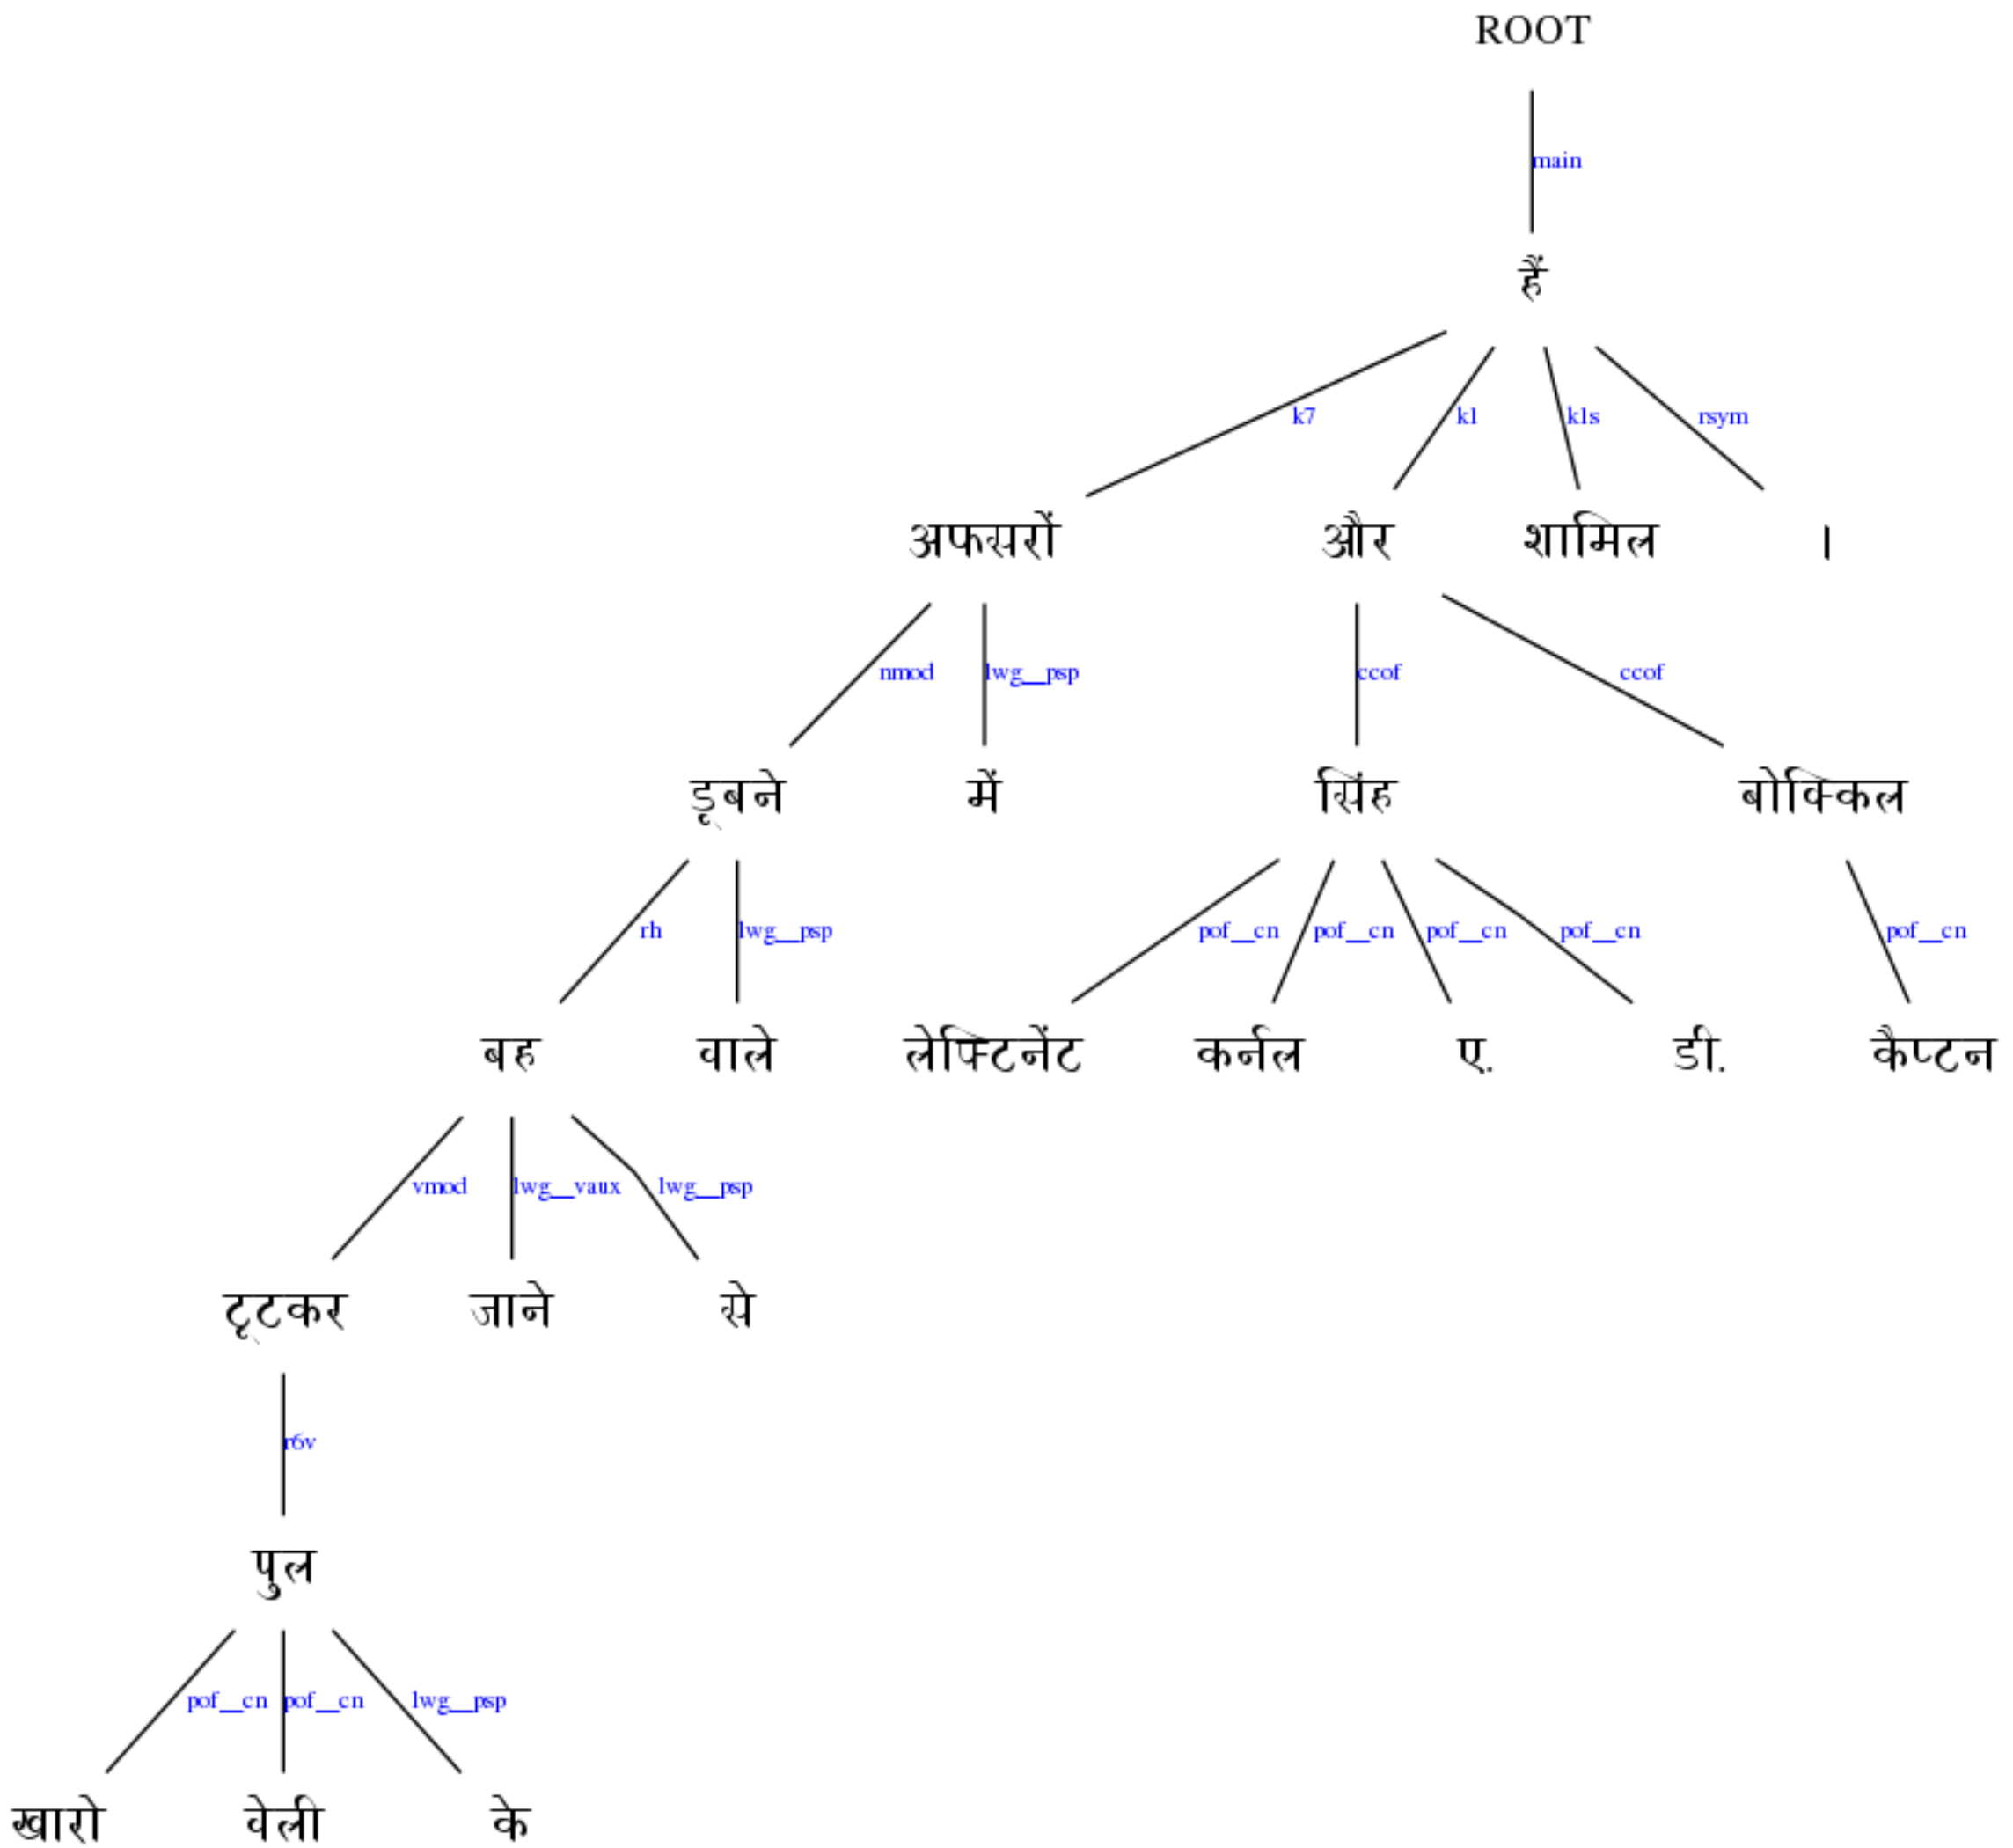 ROOT
main
हैं
k7 k1 k1s rsym
अफसरों और शामिल ।
nmod lwg__psp ccof ccof
डूबने में सिंह बोक्किल
rh lwg__psp pof__cn pof__cn pof__cn pof__cn pof__cn
बह वाले लेफ्टिनेंट कर्नल ए. डी. कैप्टन
vmod lwg__vaux lwg__psp
टूटकर जाने से
r6v
पुल
pof__cn pof__cn lwg__psp
खारो वेली के